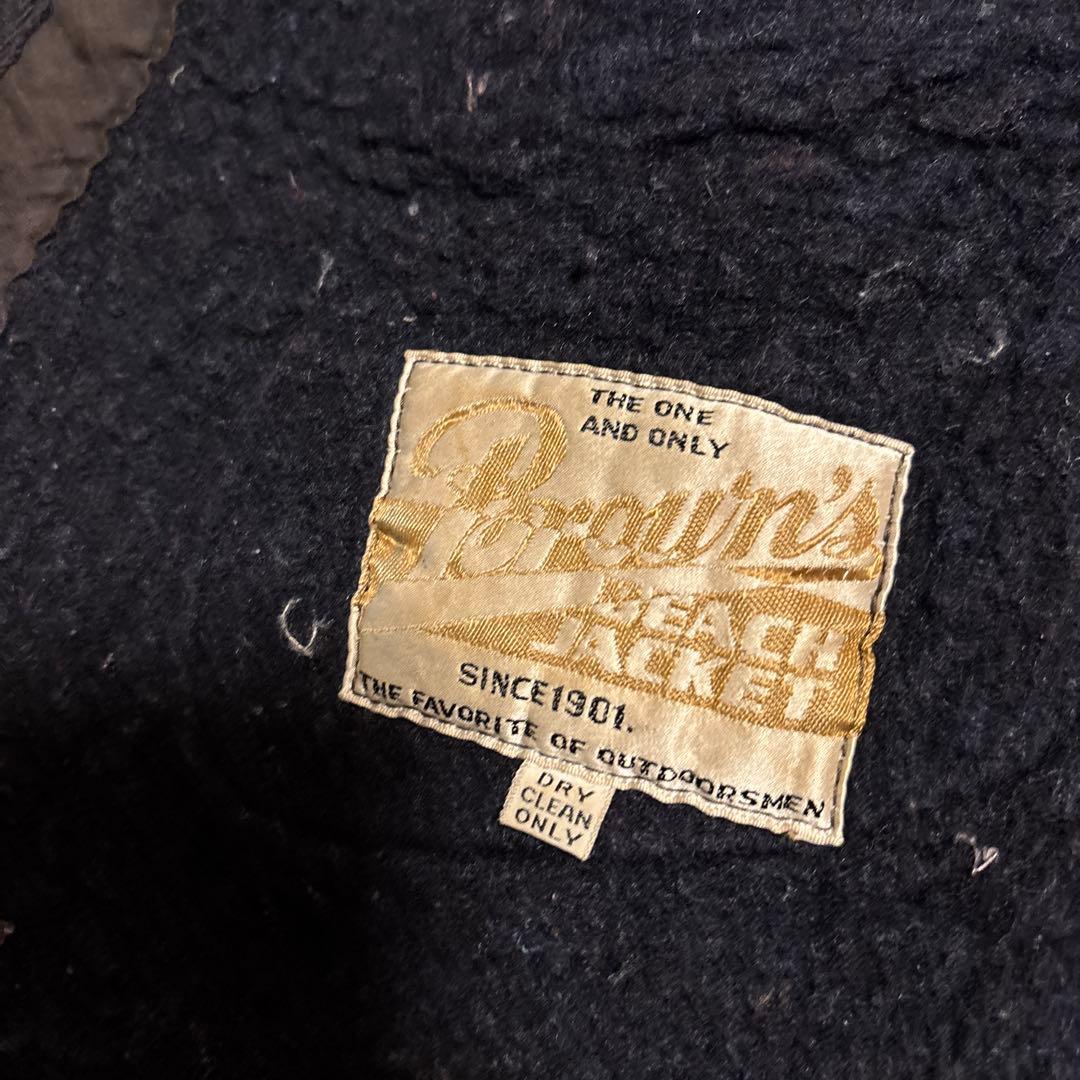 THE ONE
AND ONLY
Brown's
BEACH
JACKET
SINCE1901.
THE FAVORITE OF OUTDOORSMEN
DRY
CLEAN
ONLY